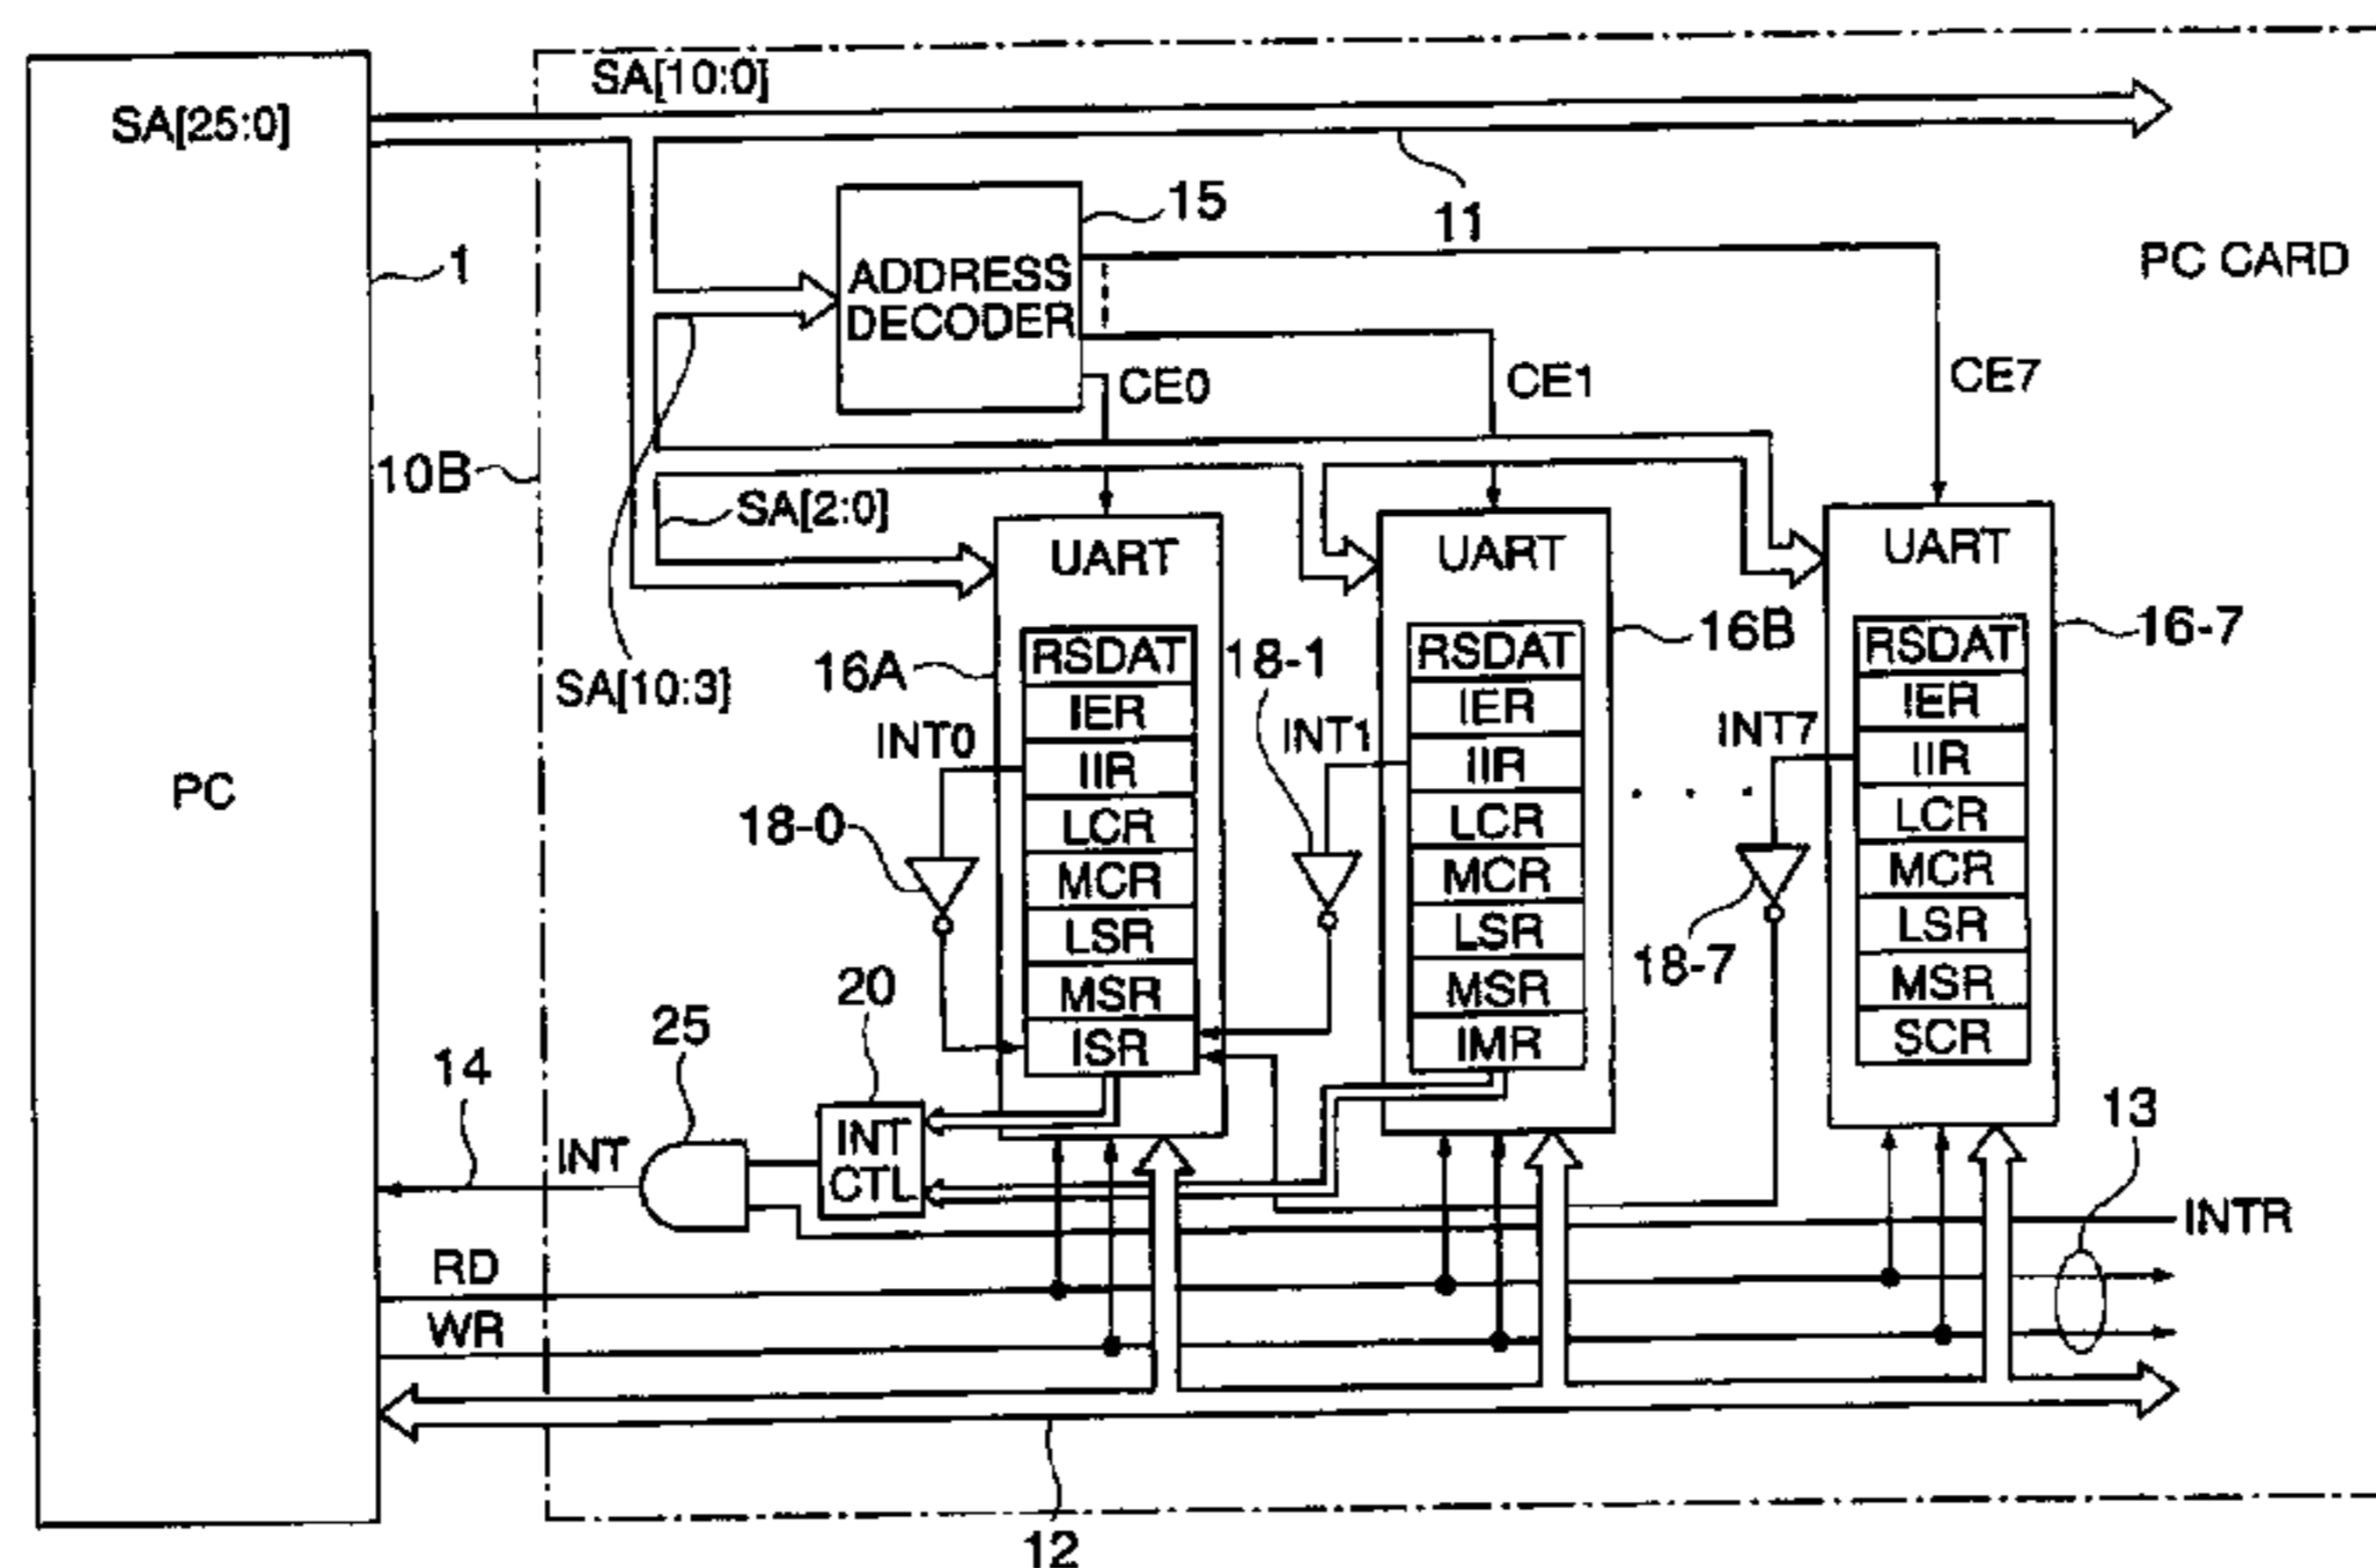 SA[10:0]
SA[25:0]
15
11
1
ADDRESS
DECODER
PC CARD
CE0
CE1
CE7
10B
SA[2:0]
UART
UART
UART
16A
18-1
16B
16-7
SA[10:3]
RSDAT
IER
IIR
LCR
MCR
LSR
MSR
ISR
RSDAT
IER
IIR
LCR
MCR
LSR
MSR
IMR
RSDAT
IER
IIR
LCR
MCR
LSR
MSR
SCR
INT0
INT1
INT7
PC
18-0
18-7
20
25
14
13
INT
INT
CTL
INTR
RD
WR
12